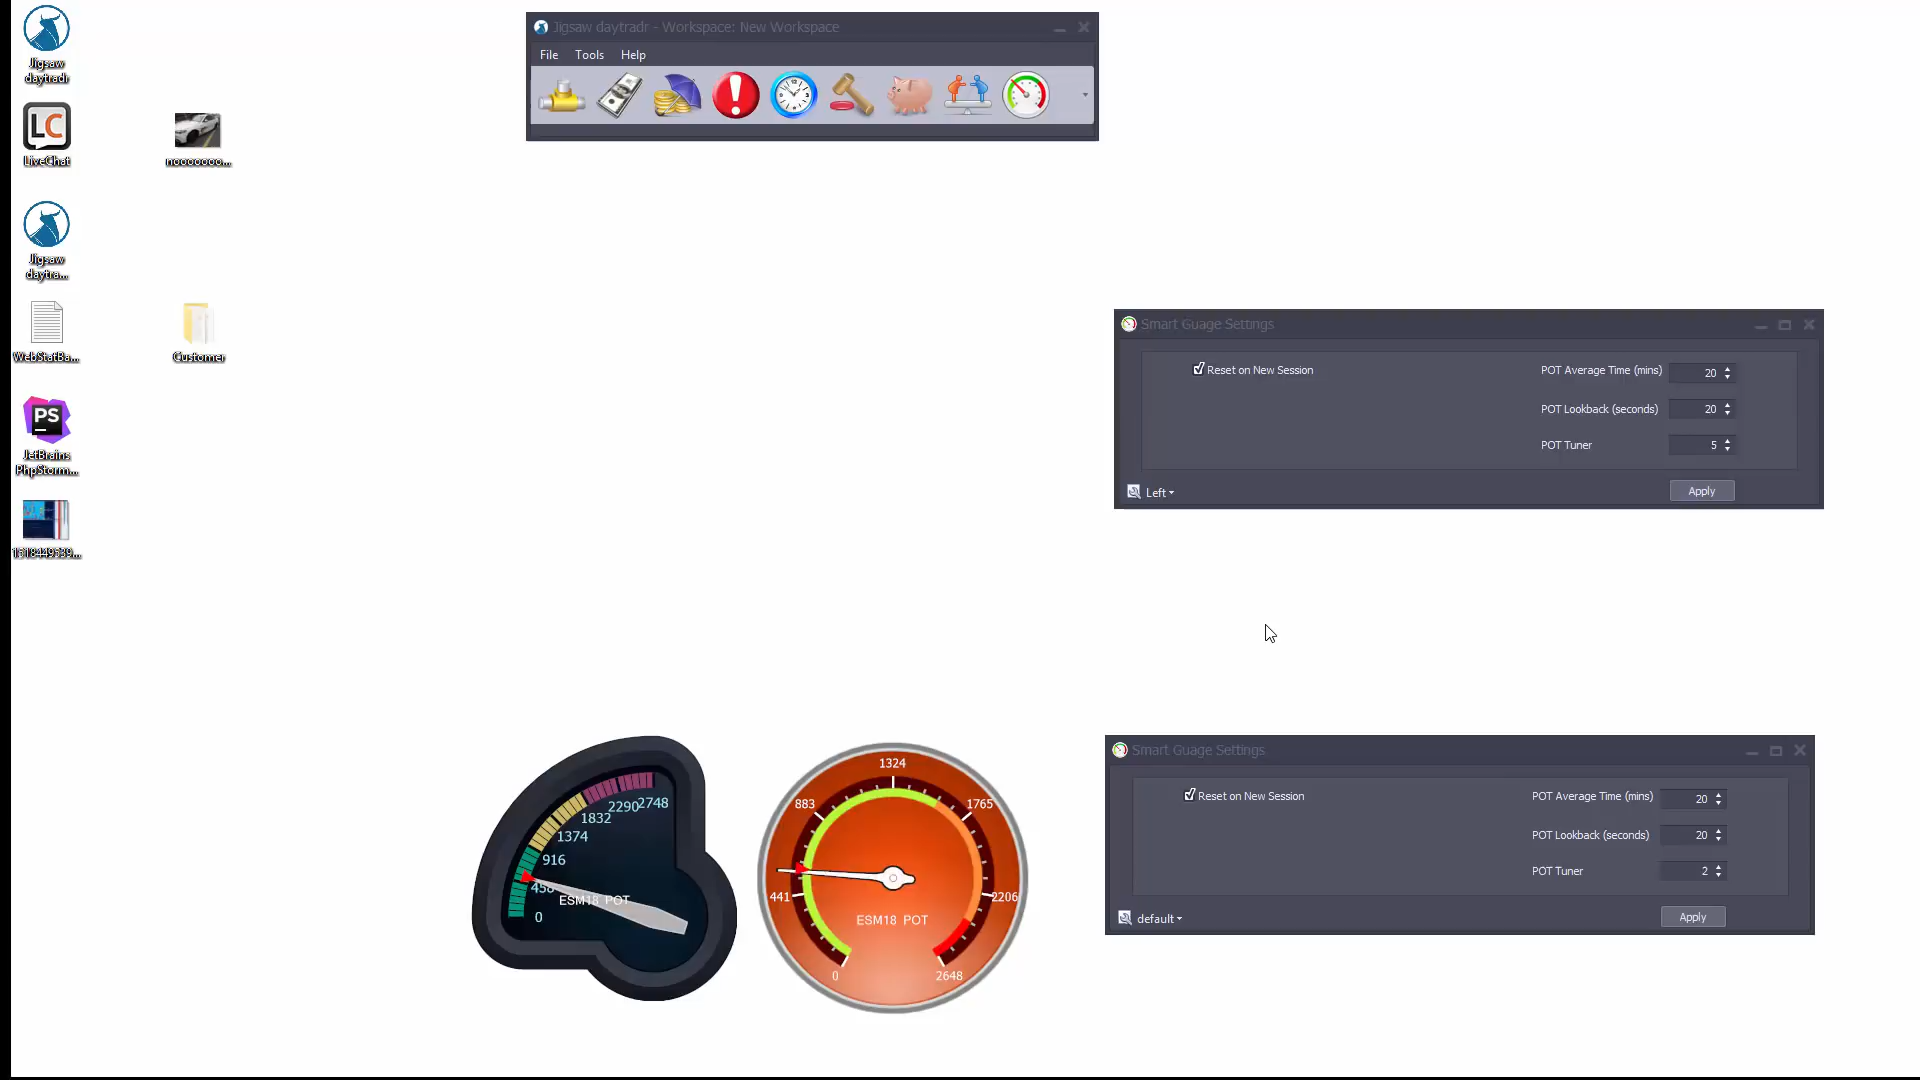 Jigsaw
daytradr
LC
LiveChat
nooooooo...
Jigsaw
daytra...
WebStatBa...
Customer
PS
JetBrains
PhpStorm...
Jigsaw daytradr - Workspace: New Workspace
File Tools Help
Smart Guage Settings
Reset on New Session
POT Average Time (mins) 20
POT Lookback (seconds) 20
POT Tuner 5
Left
Apply
0
458
916
1374
1832
2290
2748
ESM18 POT
0
441
883
1324
1765
2206
2648
ESM18 POT
Smart Guage Settings
Reset on New Session
POT Average Time (mins) 20
POT Lookback (seconds) 20
POT Tuner 2
default
Apply